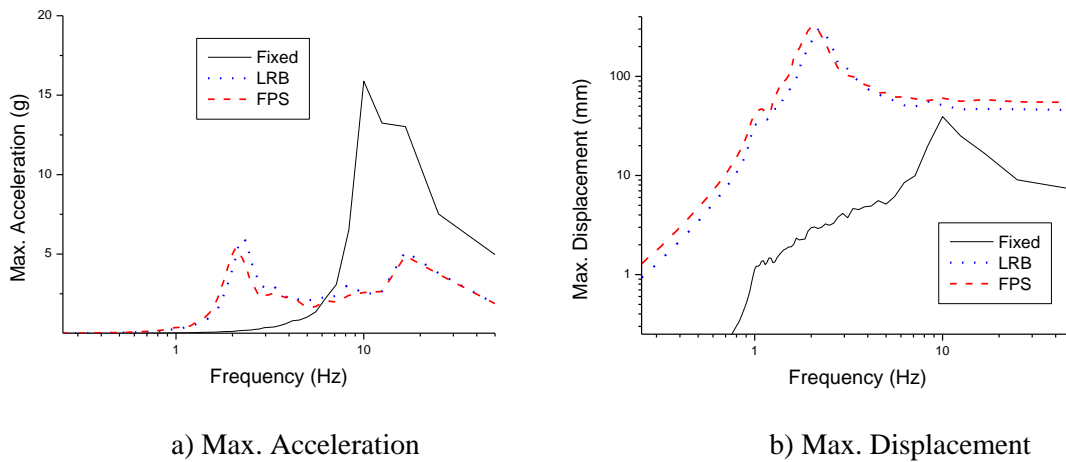 20
15
10
5
Max. Acceleration (g)
Fixed
LRB
FPS
1
10
Frequency (Hz)
100
10
1
Max. Displacement (mm)
Fixed
LRB
FPS
1
10
Frequency (Hz)
a) Max. Acceleration
b) Max. Displacement